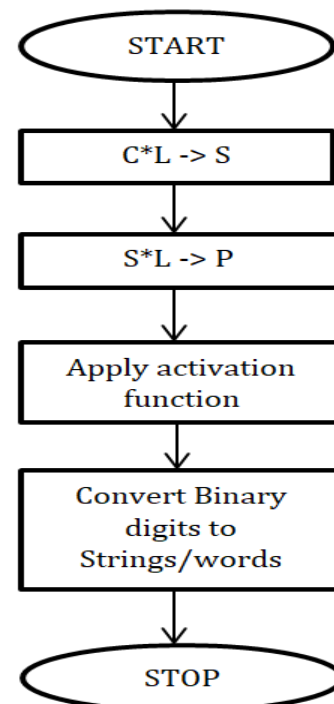 START
C*L -> S
S*L -> P
Apply activation
function
Convert Binary
digits to
Strings/words
STOP